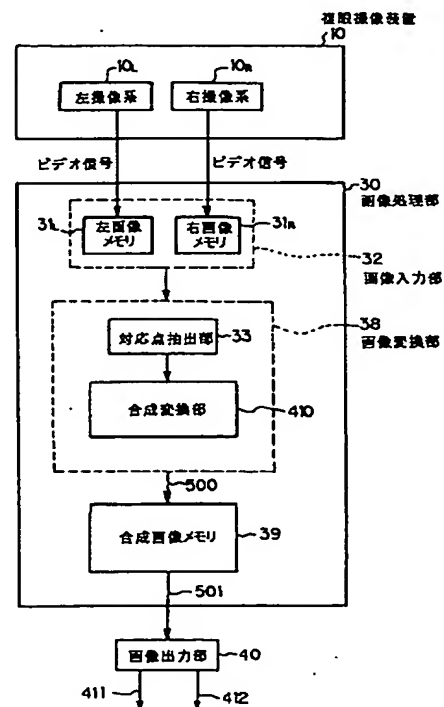 複眼撮像装置
10
10L
10R
左撮像系
右撮像系
ビデオ信号
ビデオ信号
30
画像処理部
31L
左画像メモリ
右画像メモリ
31R
32
画像入力部
38
画像変換部
対応点抽出部
33
合成変換部
410
500
合成画像メモリ
39
501
画像出力部
40
411
412